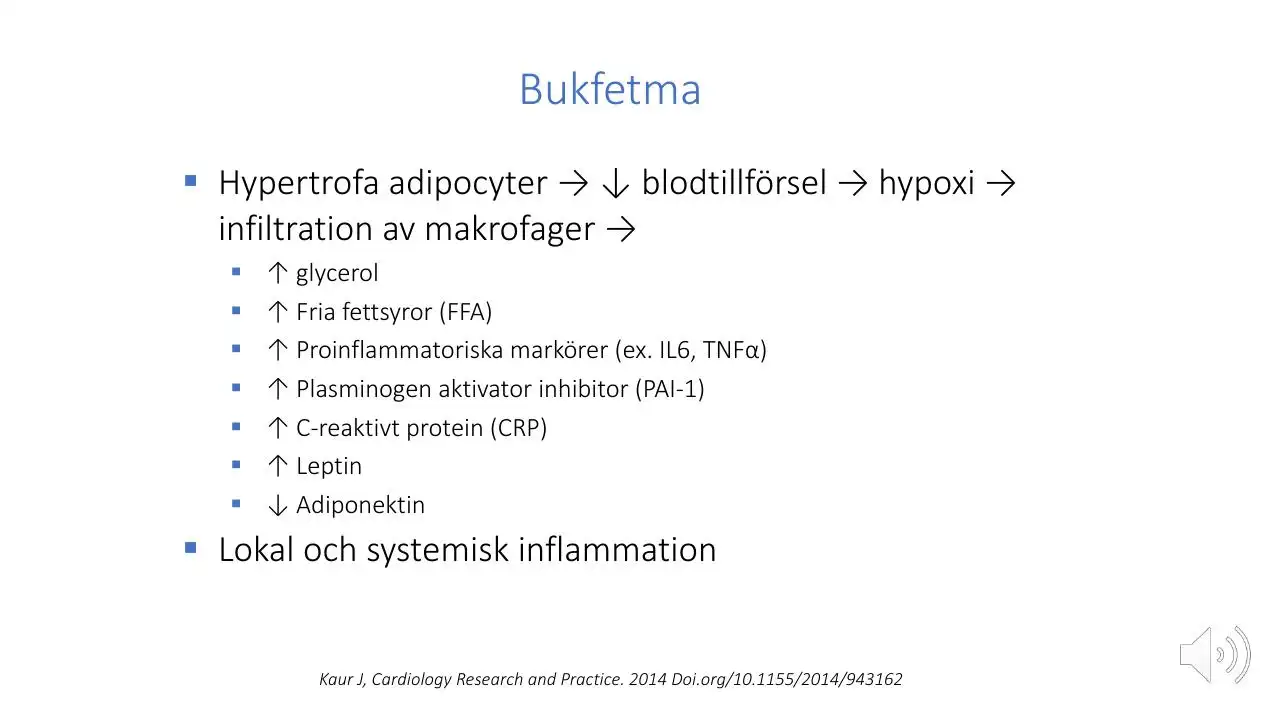 Bukfetma
▪ Hypertrofa adipocyter → ↓ blodtillförsel → hypoxi →
infiltration av makrofager →
▪ ↑ glycerol
▪ ↑ Fria fettsyror (FFA)
▪ ↑ Proinflammatoriska markörer (ex. IL6, TNFα)
▪ ↑ Plasminogen aktivator inhibitor (PAI-1)
▪ ↑ C-reaktivt protein (CRP)
▪ ↑ Leptin
▪ ↓ Adiponektin
▪ Lokal och systemisk inflammation
Kaur J, Cardiology Research and Practice. 2014 Doi.org/10.1155/2014/943162